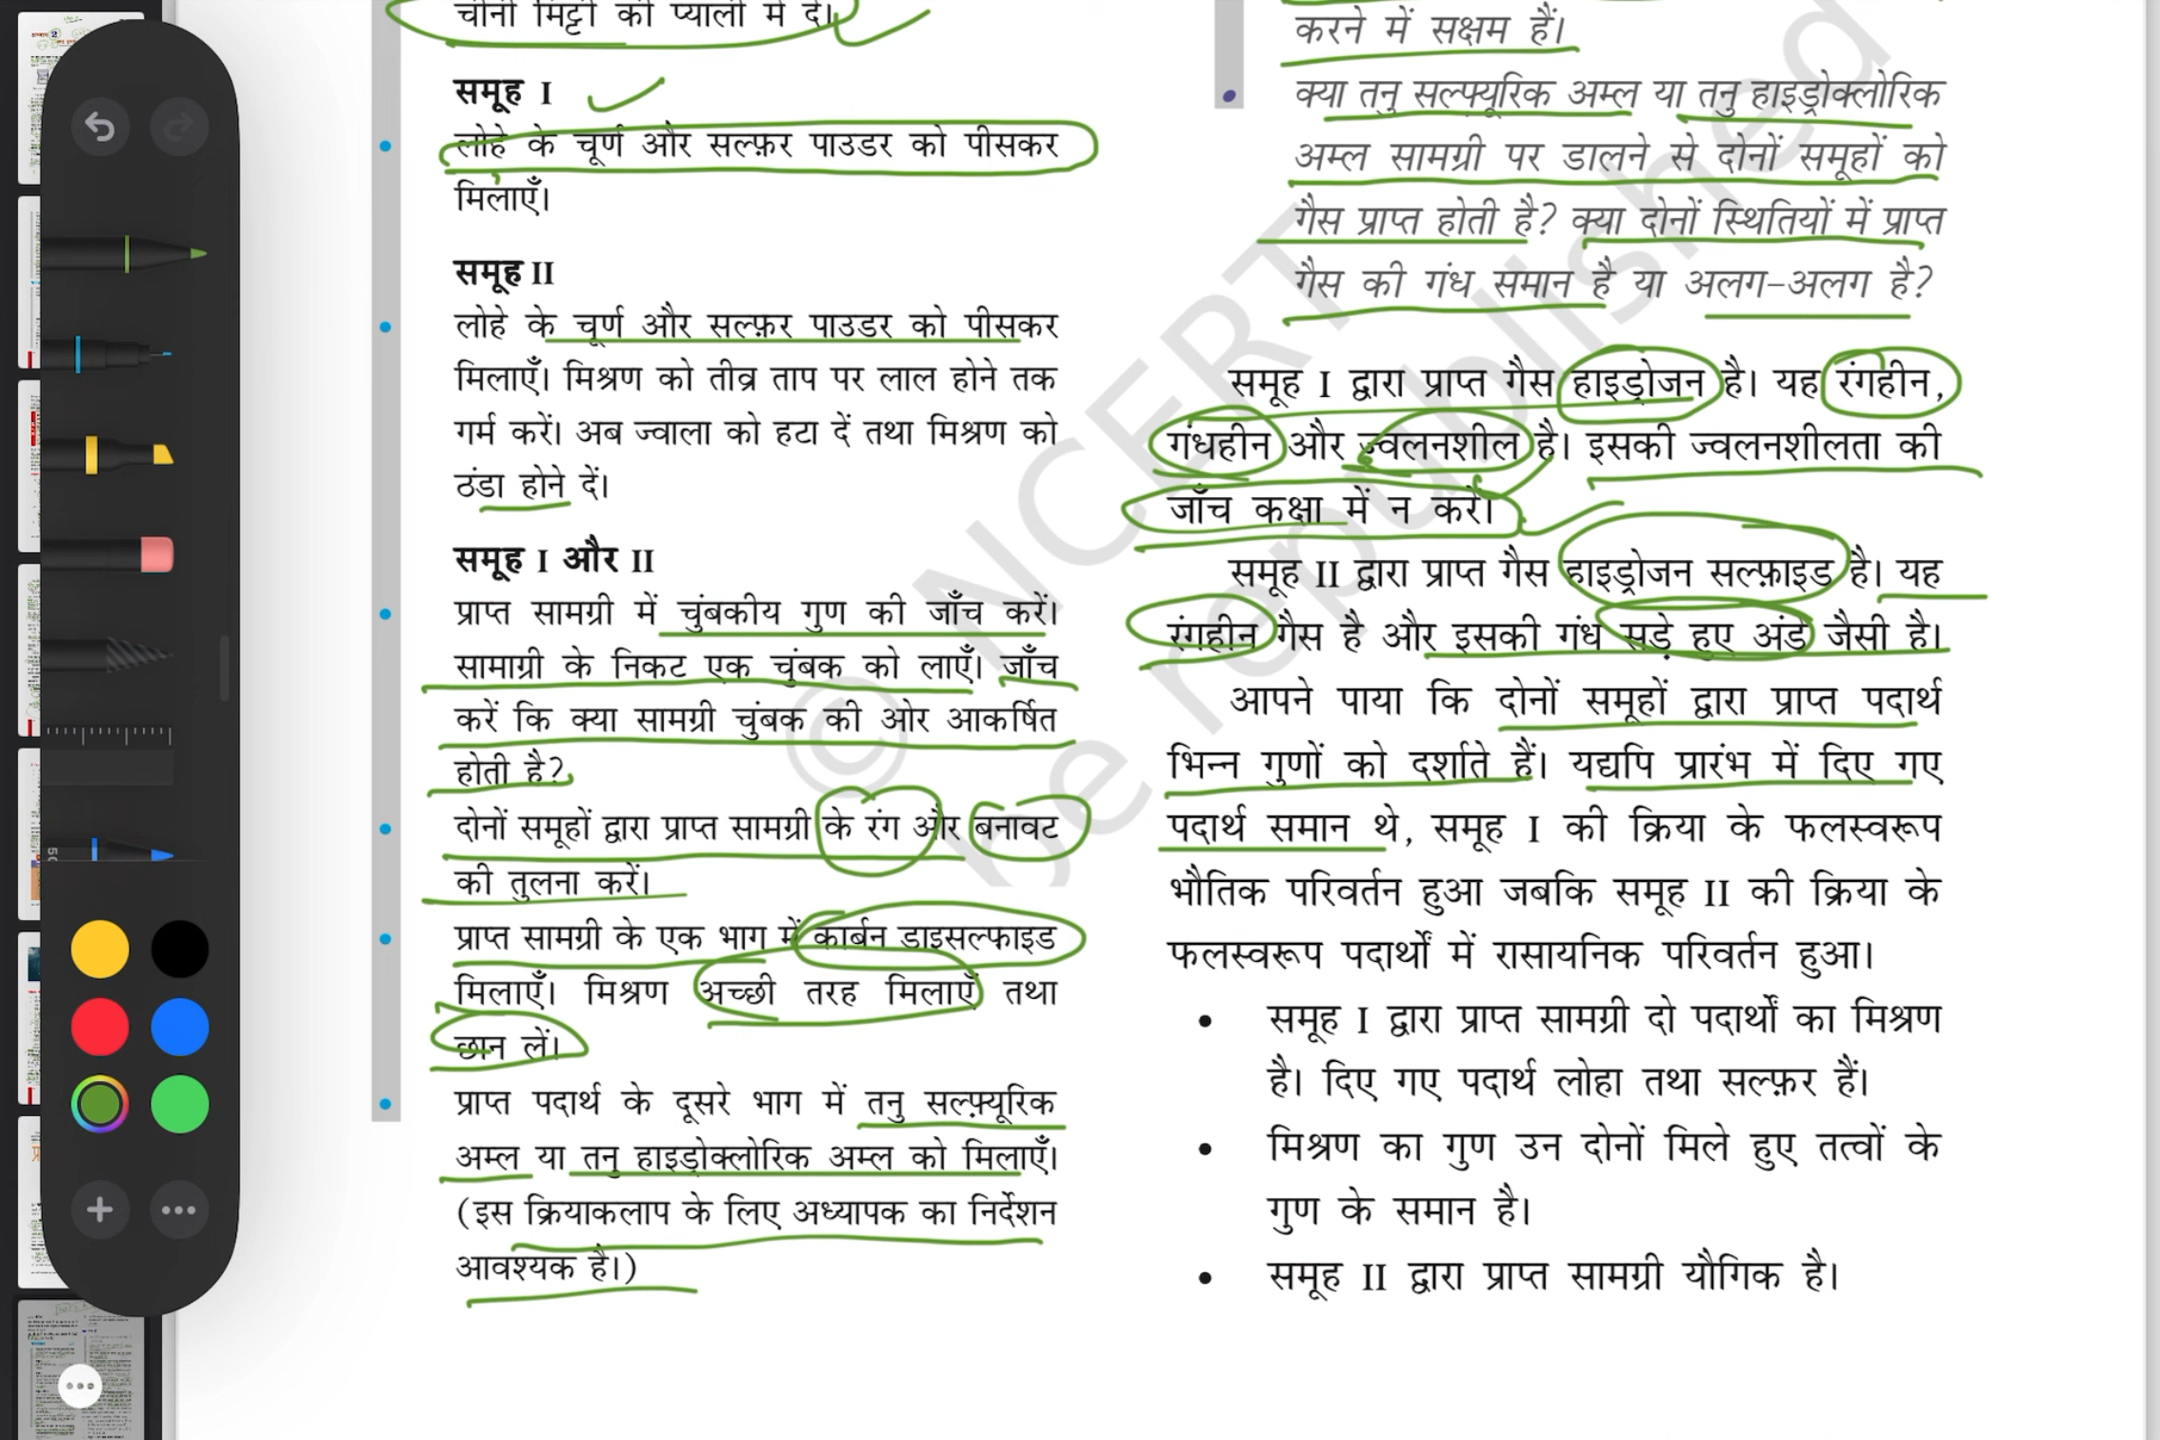 चीनी मिट्टी की प्याली में दें।
समूह I
लोहे के चूर्ण और सल्फ़र पाउडर को पीसकर
मिलाएँ।
समूह II
लोहे के चूर्ण और सल्फ़र पाउडर को पीसकर
मिलाएँ। मिश्रण को तीव्र ताप पर लाल होने तक
गर्म करें। अब ज्वाला को हटा दें तथा मिश्रण को
ठंडा होने दें।
समूह I और II
प्राप्त सामग्री में चुंबकीय गुण की जाँच करें।
सामाग्री के निकट एक चुंबक को लाएँ। जाँच
करें कि क्या सामग्री चुंबक की ओर आकर्षित
होती है?
दोनों समूहों द्वारा प्राप्त सामग्री के रंग और बनावट
की तुलना करें।
प्राप्त सामग्री के एक भाग में कार्बन डाइसल्फाइड
मिलाएँ। मिश्रण अच्छी तरह मिलाएँ तथा
छान लें।
प्राप्त पदार्थ के दूसरे भाग में तनु सल्फ़्यूरिक
अम्ल या तनु हाइड्रोक्लोरिक अम्ल को मिलाएँ।
(इस क्रियाकलाप के लिए अध्यापक का निर्देशन
आवश्यक है।)
करने में सक्षम हैं।
क्या तनु सल्फ्यूरिक अम्ल या तनु हाइड्रोक्लोरिक
अम्ल सामग्री पर डालने से दोनों समूहों को
गैस प्राप्त होती है? क्या दोनों स्थितियों में प्राप्त
गैस की गंध समान है या अलग-अलग है?
समूह I द्वारा प्राप्त गैस हाइड्रोजन है। यह रंगहीन,
गंधहीन और ज्वलनशील है। इसकी ज्वलनशीलता की
जाँच कक्षा में न करें।
समूह II द्वारा प्राप्त गैस हाइड्रोजन सल्फ़ाइड है। यह
रंगहीन गैस है और इसकी गंध सड़े हुए अंडे जैसी है।
आपने पाया कि दोनों समूहों द्वारा प्राप्त पदार्थ
भिन्न गुणों को दर्शाते हैं। यद्यपि प्रारंभ में दिए गए
पदार्थ समान थे, समूह I की क्रिया के फलस्वरूप
भौतिक परिवर्तन हुआ जबकि समूह II की क्रिया के
फलस्वरूप पदार्थों में रासायनिक परिवर्तन हुआ।
• समूह I द्वारा प्राप्त सामग्री दो पदार्थों का मिश्रण
है। दिए गए पदार्थ लोहा तथा सल्फ़र हैं।
• मिश्रण का गुण उन दोनों मिले हुए तत्वों के
गुण के समान है।
• समूह II द्वारा प्राप्त सामग्री यौगिक है।
© NCERT
be republished